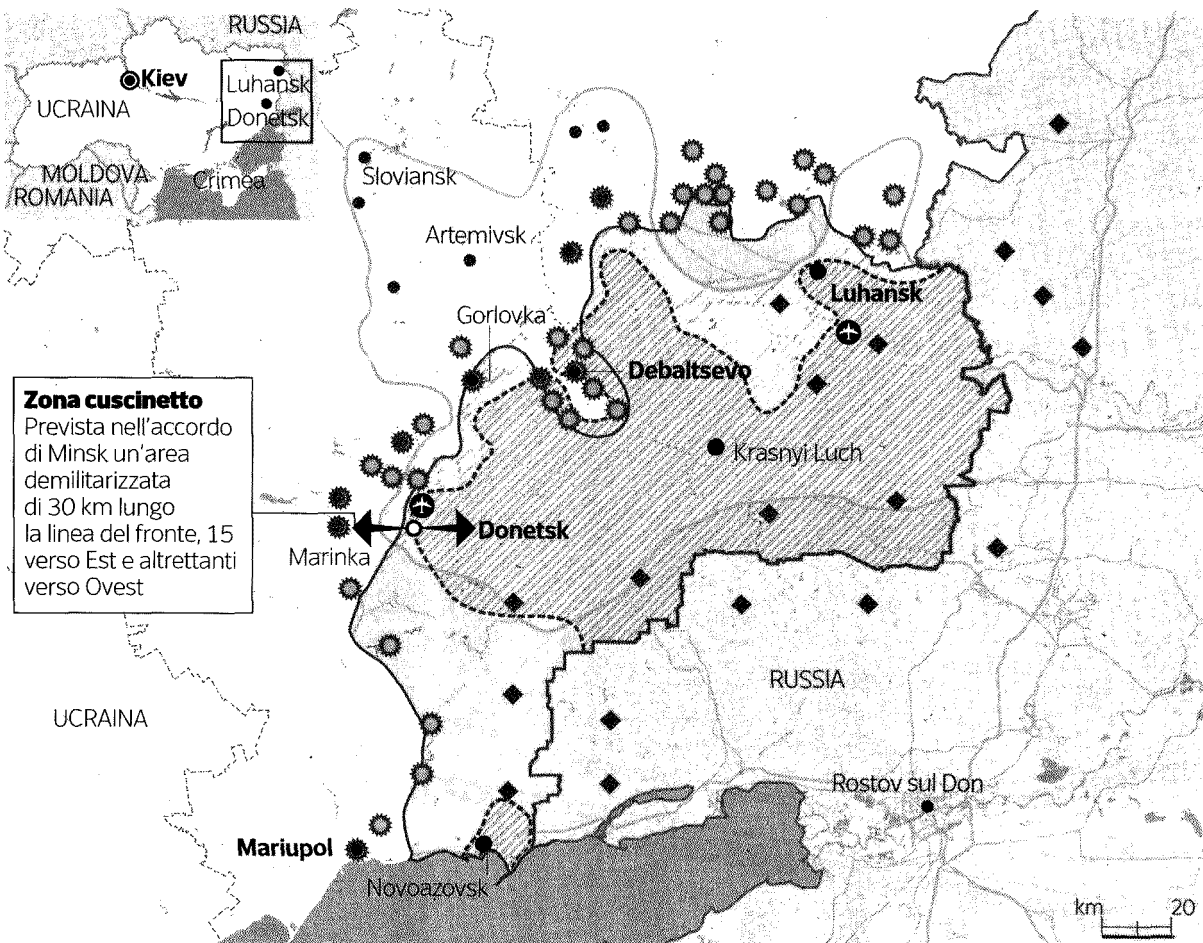 RUSSIA
Kiev
Luhansk
UCRAINA
Donetsk
MOLDOVA
Crimea
ROMANIA
Sloviansk
Artemivsk
Luhansk
Gorlovka
Debaltsevo
Zona cuscinetto
Prevista nell'accordo
di Minsk un'area
demilitarizzata
di 30 km lungo
la linea del fronte, 15
verso Est e altrettanti
verso Ovest
Krasnyi Luch
Donetsk
Marinka
RUSSIA
UCRAINA
Rostov sul Don
Mariupol
Novoazovsk
km 20